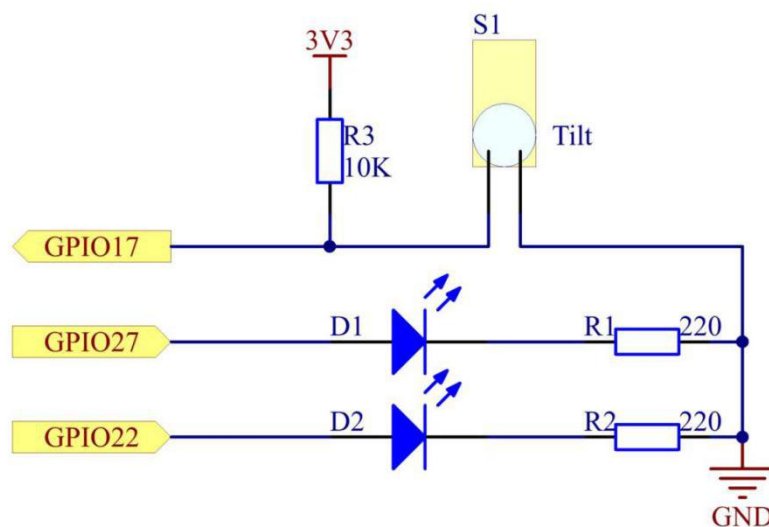 S1
3V3
R3
10K
Tilt
GPIO17
GPIO27
D1
R1
220
GPIO22
D2
R2
220
GND